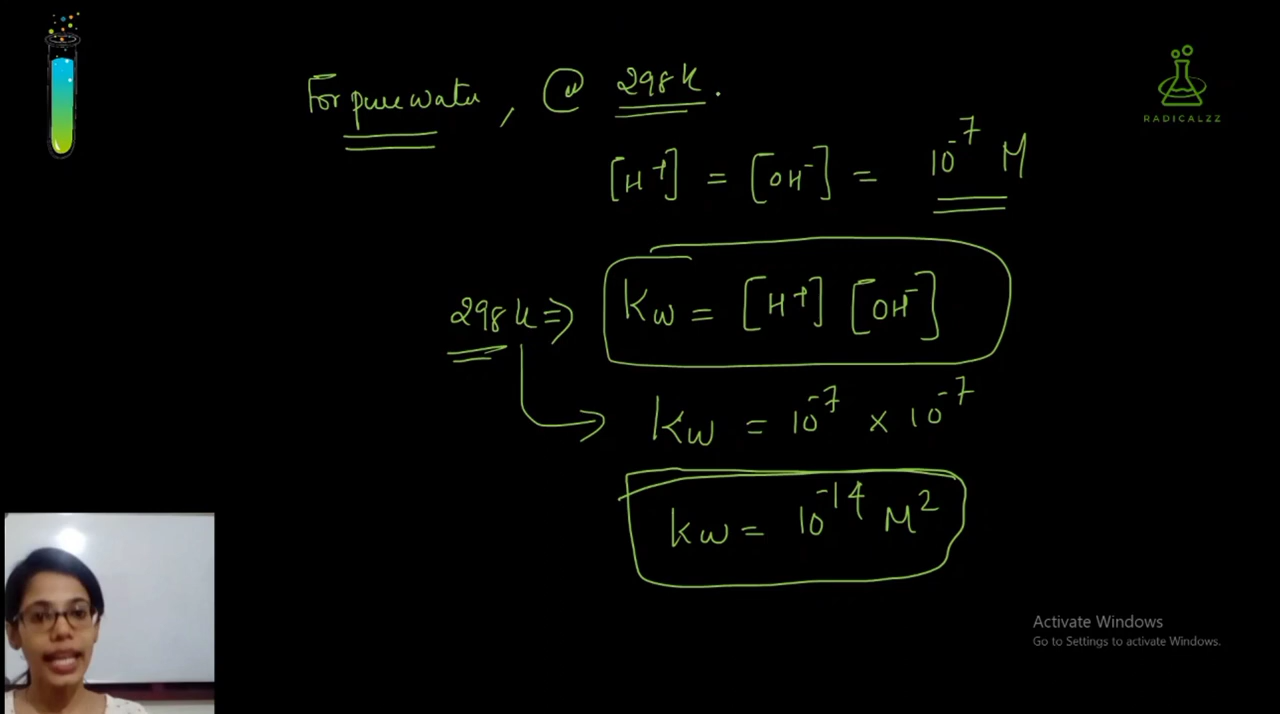 For pure water, @ 298K.
RADICALZZ
[H+] = [OH⁻] = 10⁻⁷ M
298 K ⇒ Kw = [H+] [OH⁻]
Kw = 10⁻⁷ × 10⁻⁷
Kw = 10⁻¹⁴ M²
Activate Windows
Go to Settings to activate Windows.